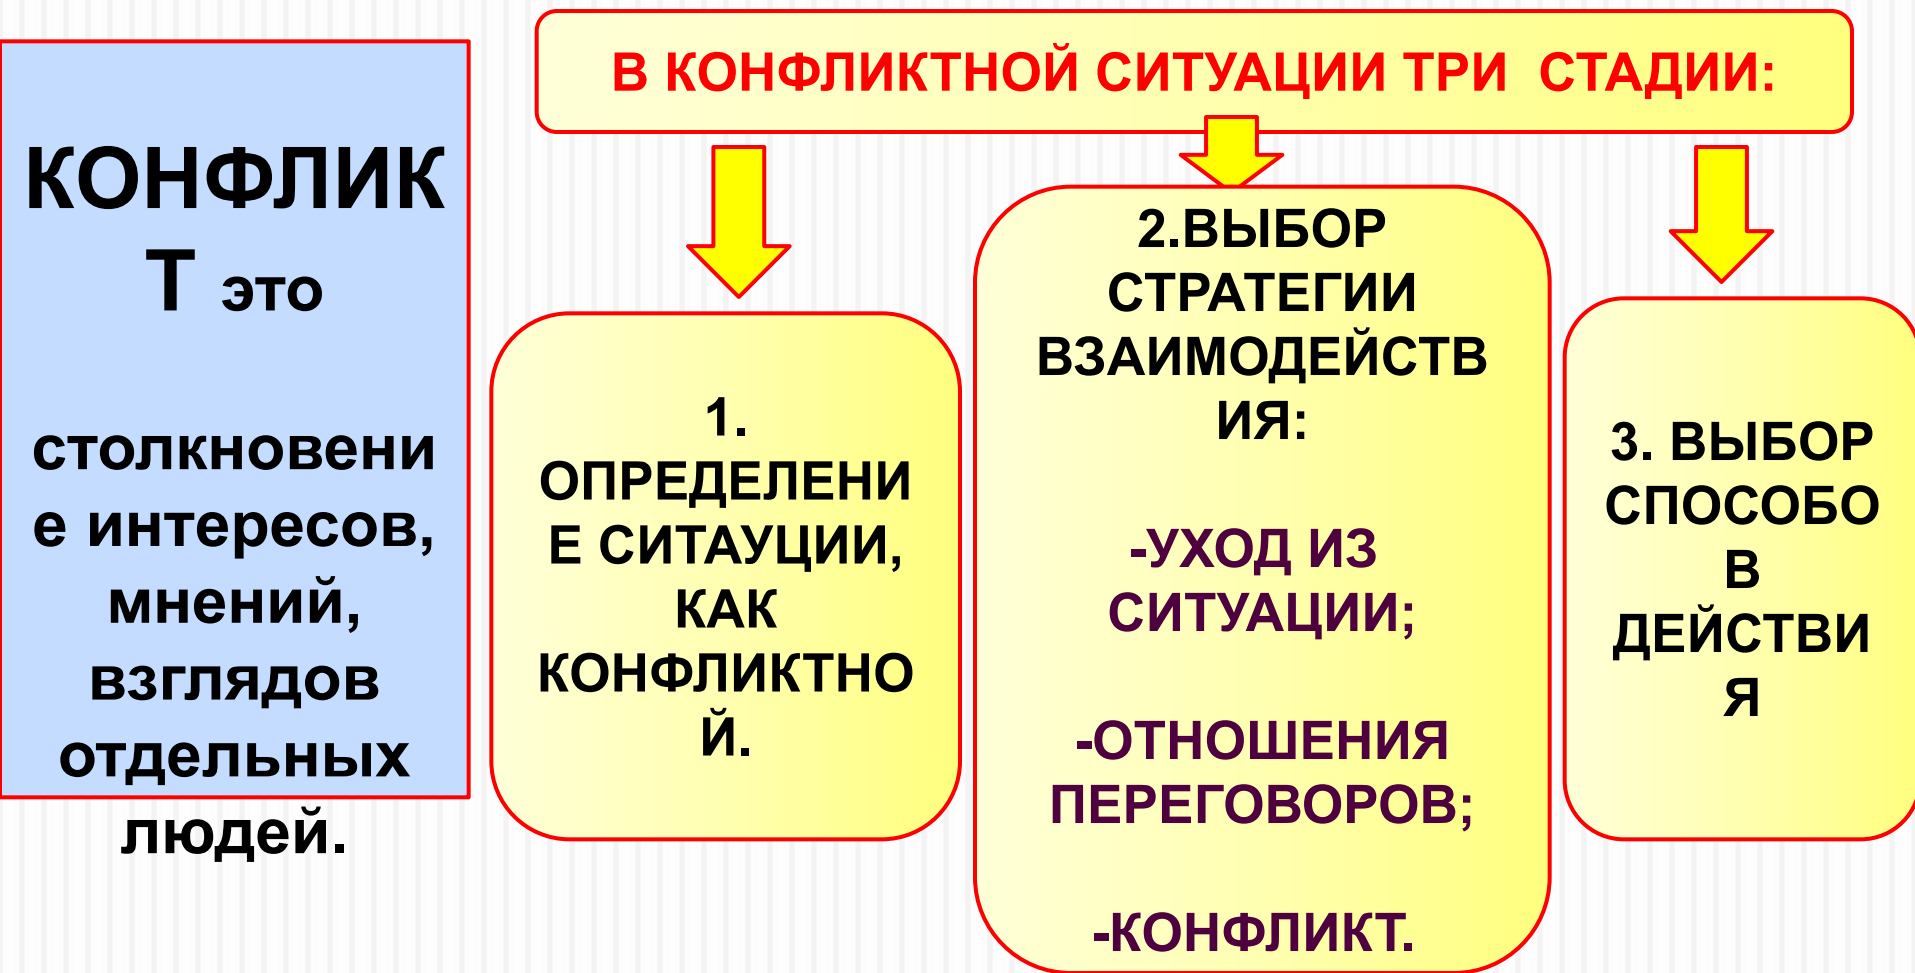 КОНФЛИК
Т это
столкновени
е интересов,
мнений,
взглядов
отдельных
людей.
В КОНФЛИКТНОЙ СИТУАЦИИ ТРИ СТАДИИ:
1.
ОПРЕДЕЛЕНИ
Е СИТАУЦИИ,
КАК
КОНФЛИКТНО
Й.
2.ВЫБОР
СТРАТЕГИИ
ВЗАИМОДЕЙСТВ
ИЯ:
-УХОД ИЗ
СИТУАЦИИ;
-ОТНОШЕНИЯ
ПЕРЕГОВОРОВ;
-КОНФЛИКТ.
3. ВЫБОР
СПОСОБО
В
ДЕЙСТВИ
Я